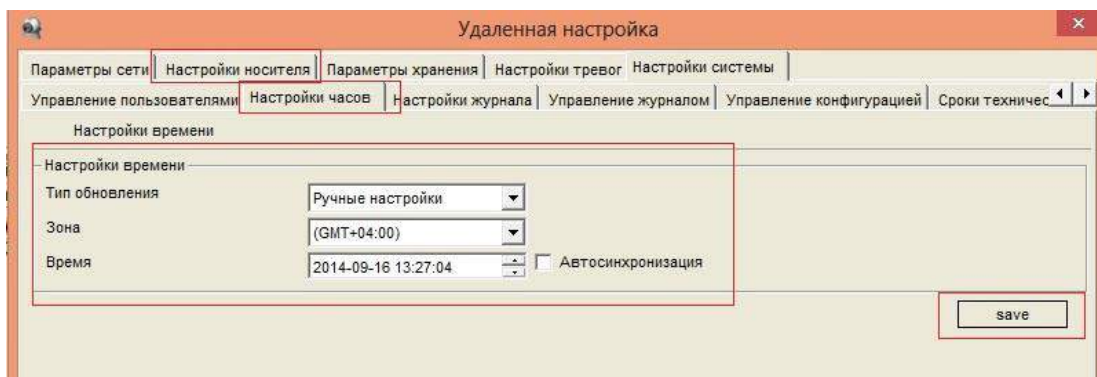 Удаленная настройка
Параметры сети Настройки носителя Параметры хранения Настройки тревог Настройки системы
Управление пользователями Настройки часов Настройки журнала Управление журналом Управление конфигурацией Сроки техничес
Настройки времени
Настройки времени
Тип обновления Ручные настройки
Зона (GMT+04:00)
Время 2014-09-16 13:27:04 Автосинхронизация
save